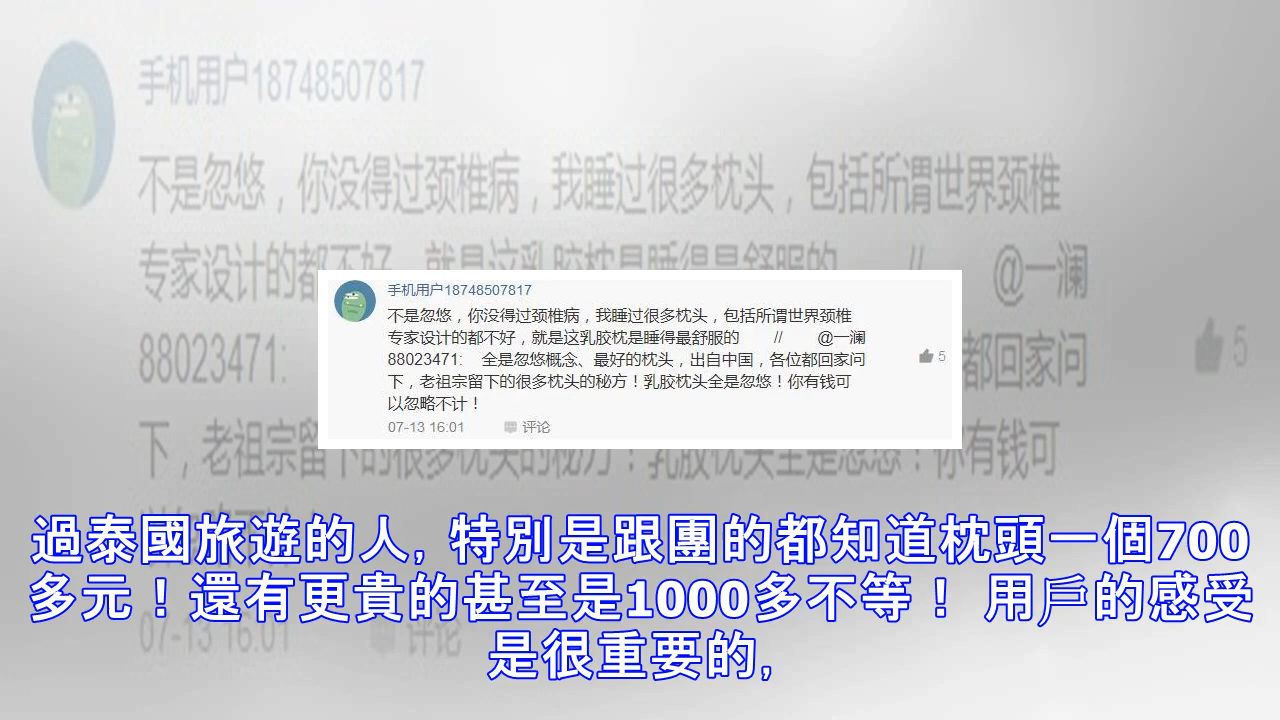 手机用户18748507817
不是忽悠，你没得过颈椎病，我睡过很多枕头，包括所谓世界颈椎
专家设计的都不好，就是这乳胶枕是睡得最舒服的 // @一澜
88023471: 全是忽悠概念、最好的枕头，出自中国，各位都回家问
下，老祖宗留下的很多枕头的秘方！乳胶枕头全是忽悠！你有钱可
以忽略不计！
5
07-13 16:01 评论
過泰國旅遊的人, 特別是跟團的都知道枕頭一個700
多元！還有更貴的甚至是1000多不等！ 用戶的感受
是很重要的,